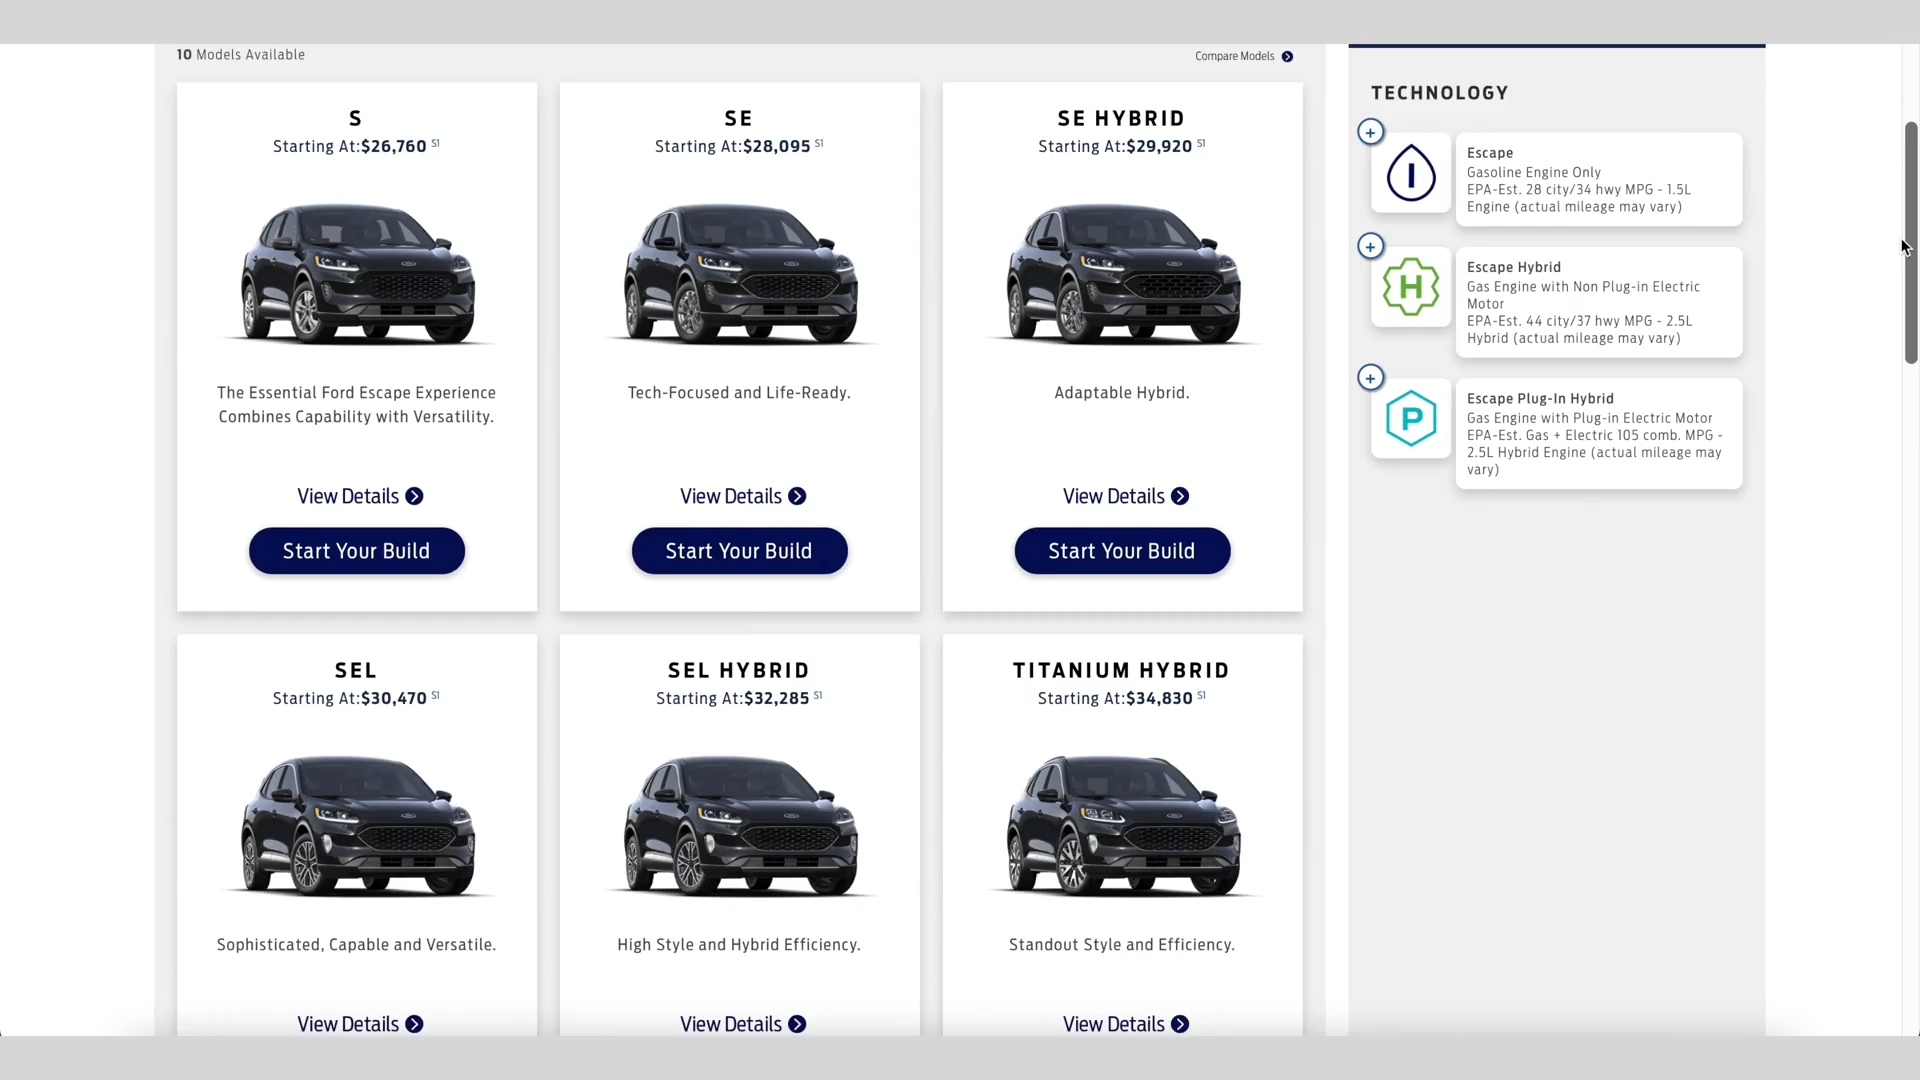 10 Models Available
Compare Models
S
Starting At:$26,760 S1
The Essential Ford Escape Experience
Combines Capability with Versatility.
View Details
Start Your Build
SE
Starting At:$28,095 S1
Tech-Focused and Life-Ready.
View Details
Start Your Build
SE HYBRID
Starting At:$29,920 S1
Adaptable Hybrid.
View Details
Start Your Build
SEL
Starting At:$30,470 S1
Sophisticated, Capable and Versatile.
View Details
SEL HYBRID
Starting At:$32,285 S1
High Style and Hybrid Efficiency.
View Details
TITANIUM HYBRID
Starting At:$34,830 S1
Standout Style and Efficiency.
View Details
TECHNOLOGY
I
Escape
Gasoline Engine Only
EPA-Est. 28 city/34 hwy MPG - 1.5L
Engine (actual mileage may vary)
H
Escape Hybrid
Gas Engine with Non Plug-in Electric
Motor
EPA-Est. 44 city/37 hwy MPG - 2.5L
Hybrid (actual mileage may vary)
P
Escape Plug-In Hybrid
Gas Engine with Plug-in Electric Motor
EPA-Est. Gas + Electric 105 comb. MPG -
2.5L Hybrid Engine (actual mileage may
vary)